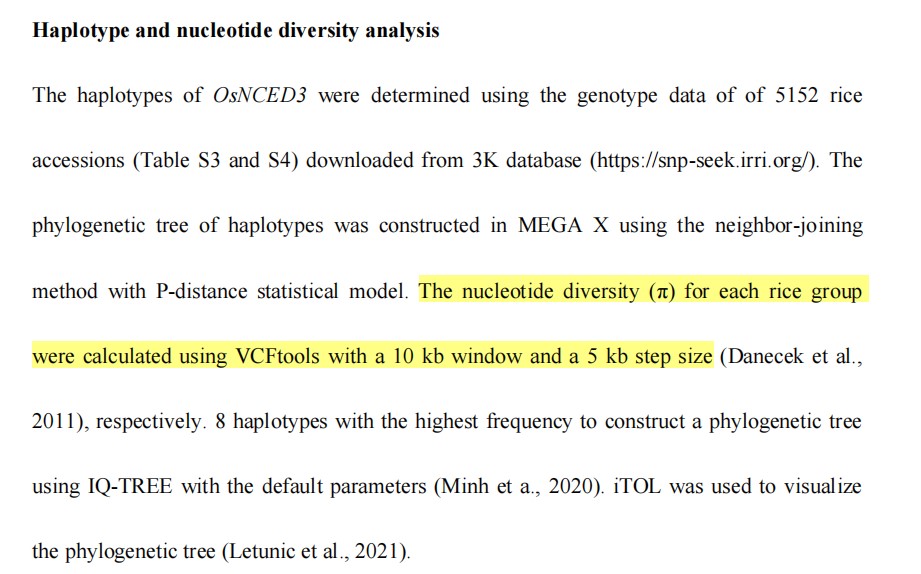 Haplotype and nucleotide diversity analysis
The haplotypes of OsNCED3 were determined using the genotype data of of 5152 rice
accessions (Table S3 and S4) downloaded from 3K database (https://snp-seek.irri.org/). The
phylogenetic tree of haplotypes was constructed in MEGA X using the neighbor-joining
method with P-distance statistical model. The nucleotide diversity (π) for each rice group
were calculated using VCFtools with a 10 kb window and a 5 kb step size (Danecek et al.,
2011), respectively. 8 haplotypes with the highest frequency to construct a phylogenetic tree
using IQ-TREE with the default parameters (Minh et a., 2020). iTOL was used to visualize
the phylogenetic tree (Letunic et al., 2021).